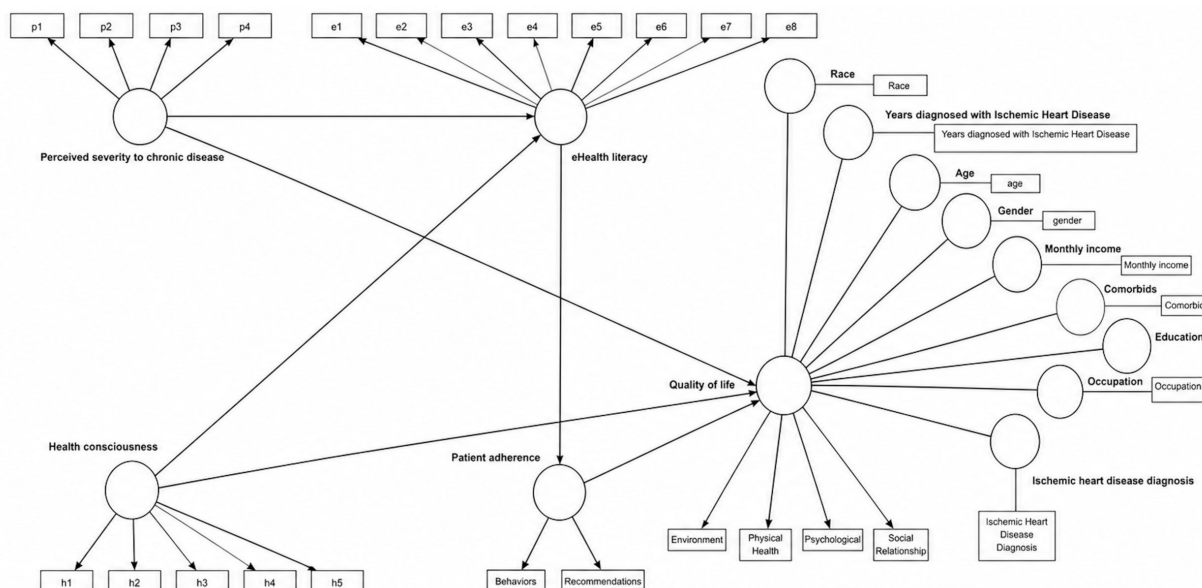 p1
p2
p3
p4
e1
e2
e3
e4
e5
e6
e7
e8
Race
Race
Years diagnosed with Ischemic Heart Disease
Years diagnosed with Ischemic Heart Disease
Perceived severity to chronic disease
eHealth literacy
Age
age
Gender
gender
Monthly income
Monthly income
Comorbids
Comorbid
Education
Quality of life
Occupation
Occupation
Health consciousness
Patient adherence
Ischemic heart disease diagnosis
Environment
Physical
Health
Psychological
Social
Relationship
Ischemic Heart
Disease
Diagnosis
h1
h2
h3
h4
h5
Behaviors
Recommendations